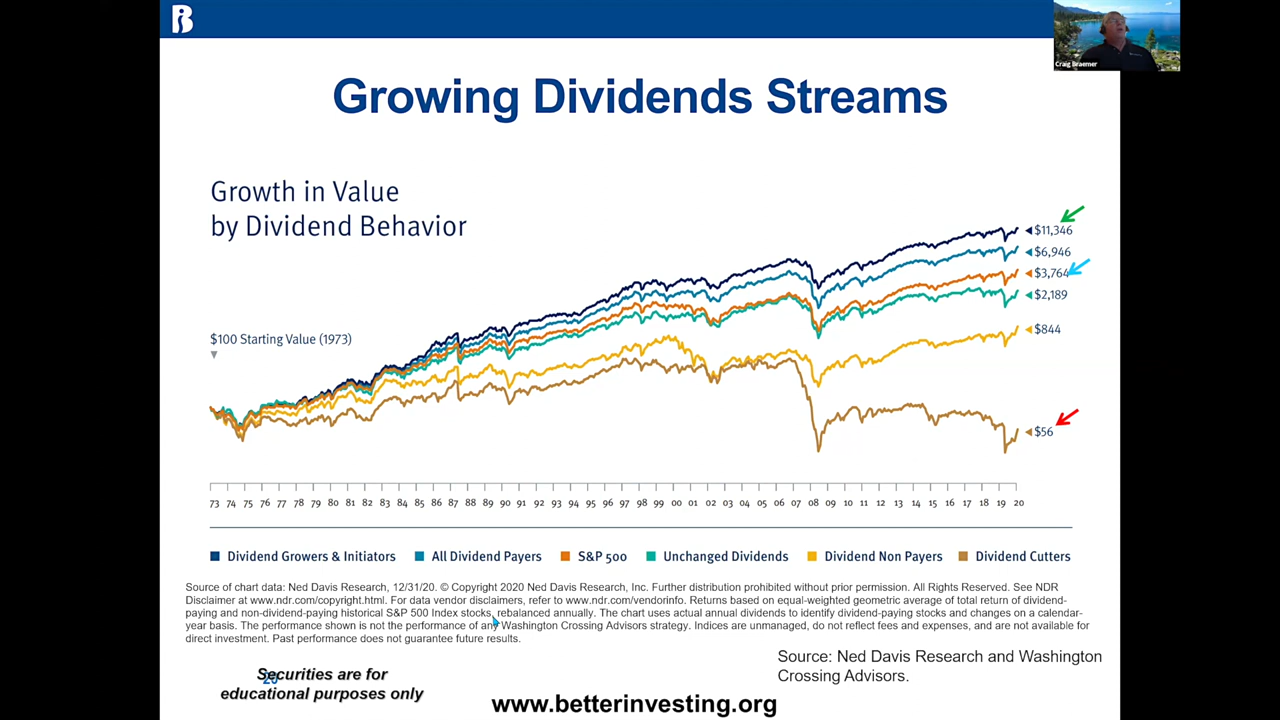 Craig Braemer
Growing Dividends Streams
Growth in Value
by Dividend Behavior
$11,346
$6,946
$3,764
$2,189
$100 Starting Value (1973)
$844
$56
73 74 75 76 77 78 79 80 81 82 83 84 85 86 87 88 89 90 91 92 93 94 95 96 97 98 99 00 01 02 03 04 05 06 07 08 09 10 11 12 13 14 15 16 17 18 19 20
Dividend Growers & Initiators All Dividend Payers S&P 500 Unchanged Dividends Dividend Non Payers Dividend Cutters
Source of chart data: Ned Davis Research, 12/31/20. © Copyright 2020 Ned Davis Research, Inc. Further distribution prohibited without prior permission. All Rights Reserved. See NDR
Disclaimer at www.ndr.com/copyright.html. For data vendor disclaimers, refer to www.ndr.com/vendorinfo. Returns based on equal-weighted geometric average of total return of dividend-
paying and non-dividend-paying historical S&P 500 Index stocks, rebalanced annually. The chart uses actual annual dividends to identify dividend-paying stocks and changes on a calendar-
year basis. The performance shown is not the performance of any Washington Crossing Advisors strategy. Indices are unmanaged, do not reflect fees and expenses, and are not available for
direct investment. Past performance does not guarantee future results.
Source: Ned Davis Research and Washington
Crossing Advisors.
Securities are for
educational purposes only
www.betterinvesting.org